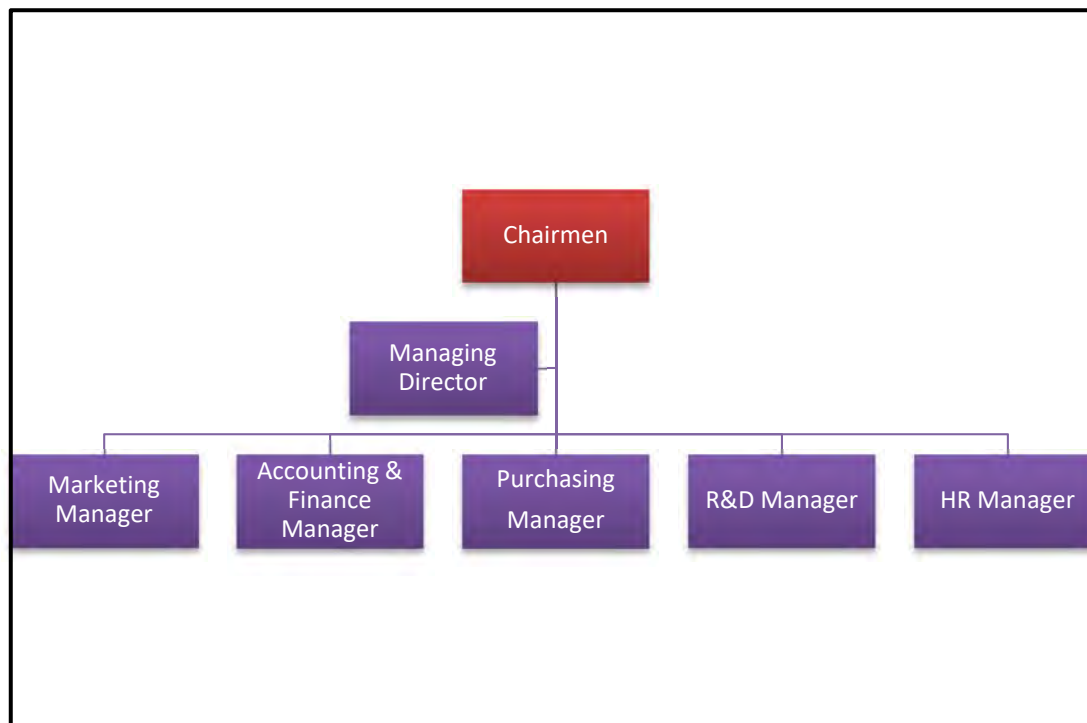 Chairmen
Managing
Director
Marketing
Manager
Accounting &
Finance
Manager
Purchasing
Manager
R&D Manager
HR Manager